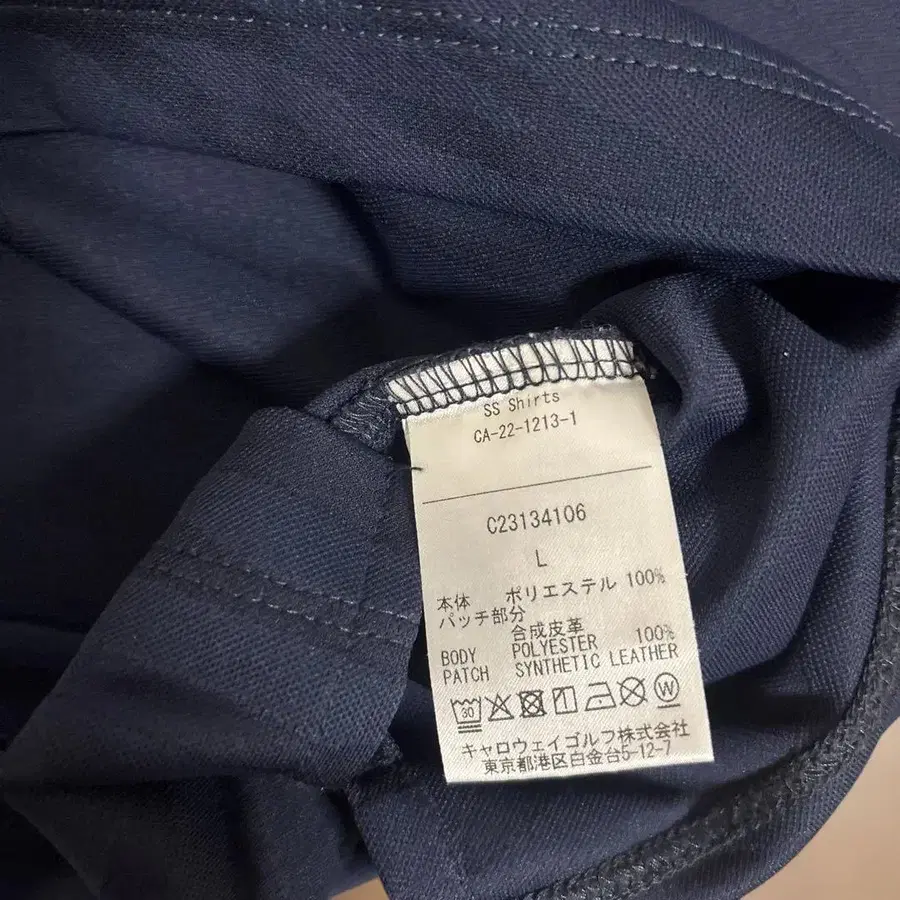 SS Shirts
CA-22-1213-1
C23134106
L
本体 ポリエステル 100%
パッチ部分
合成皮革
BODY POLYESTER 100%
PATCH SYNTHETIC LEATHER
30 W
キャロウェイゴルフ株式会社
東京都港区白金台5-12-7